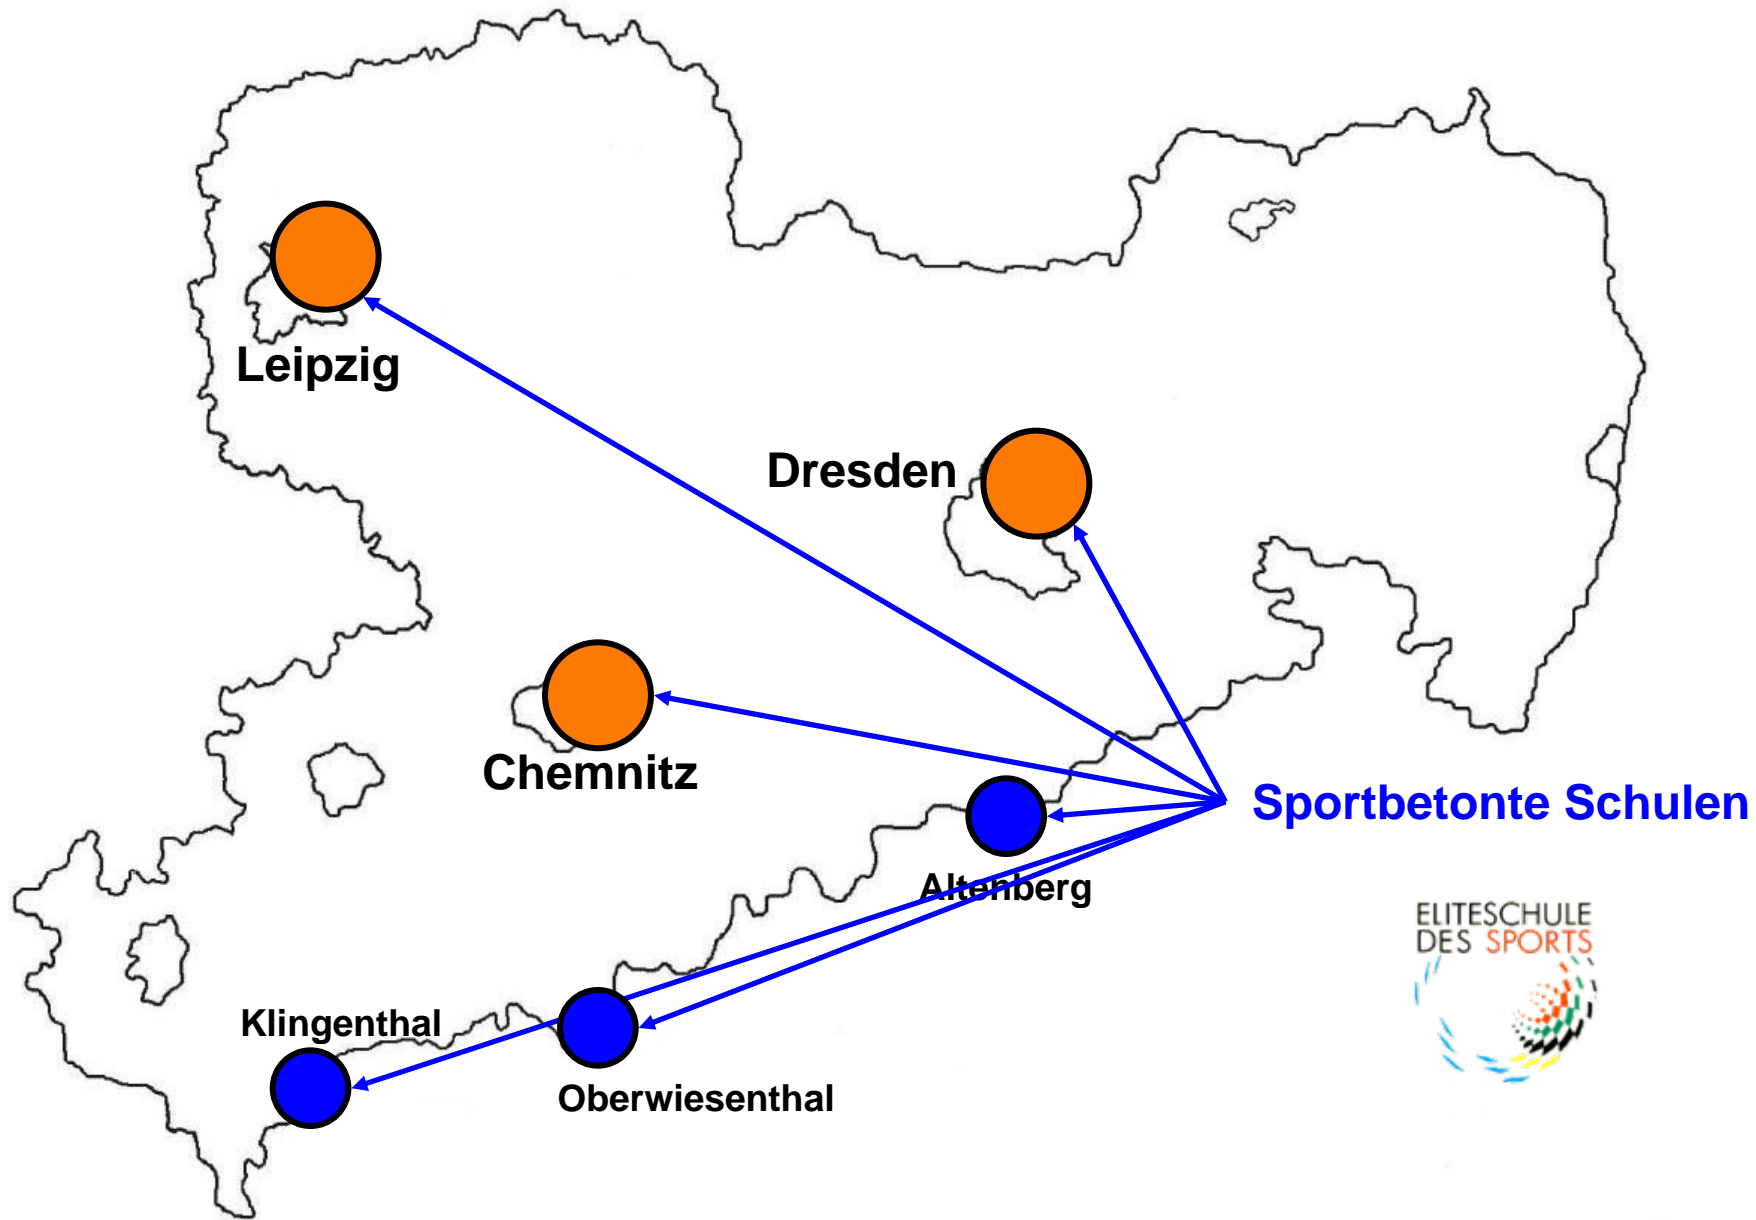 Leipzig
Dresden
Chemnitz
Sportbetonte Schulen
Altenberg
ELITESCHULE
DES SPORTS
Klingenthal
Oberwiesenthal